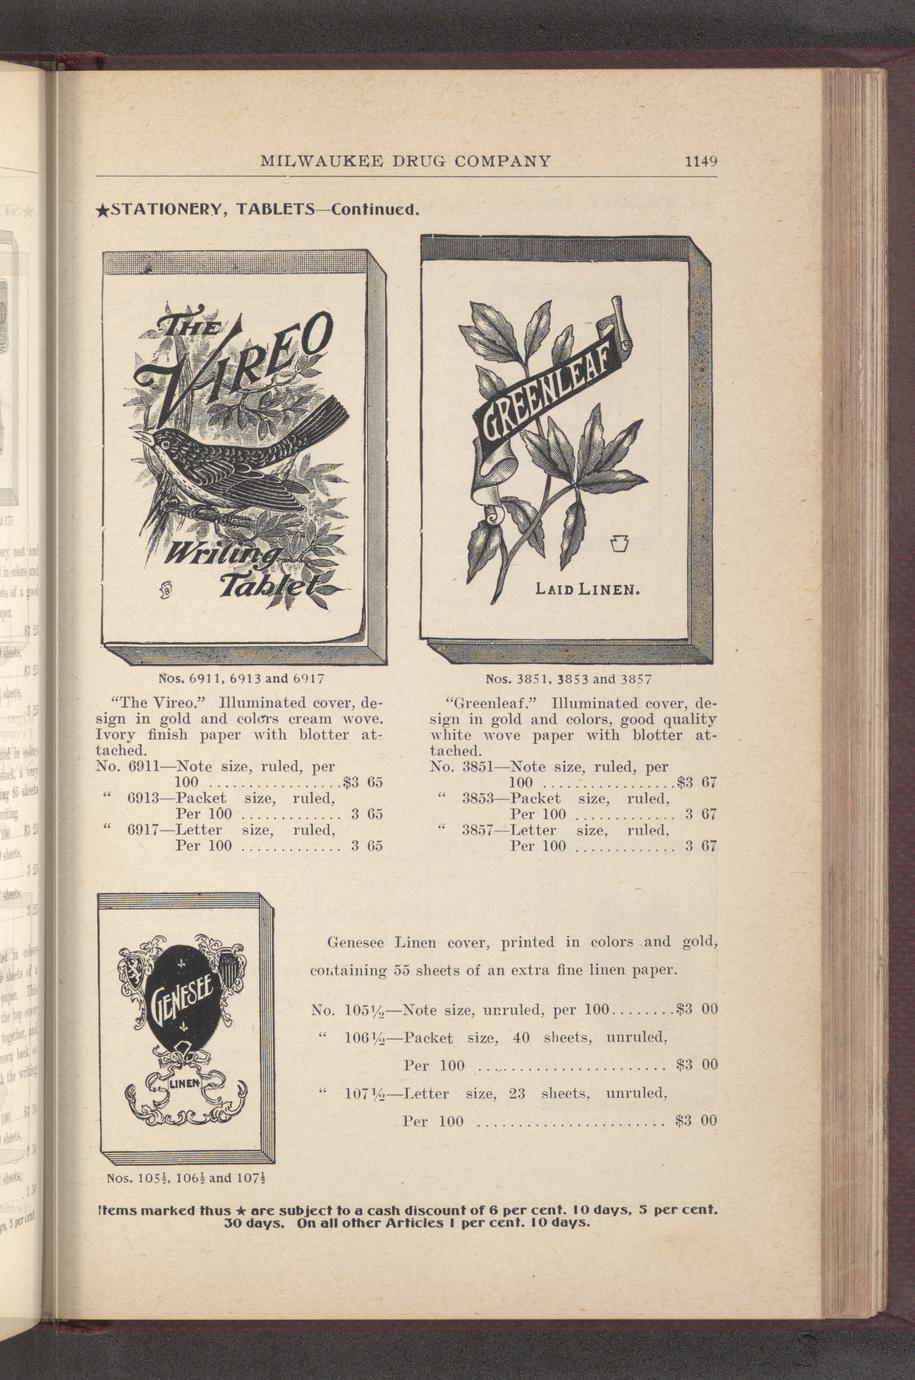 MILWAUKEE DRUG COMPANY 1149
★STATIONERY, TABLETS—Continued.
THE
VIREO
Writing
Tablet
GREENLEAF
LAID LINEN.
Nos. 6911, 6913 and 6917
"The Vireo." Illuminated cover, de-
sign in gold and colors cream wove.
Ivory finish paper with blotter at-
tached.
No. 6911—Note size, ruled, per
100 .................$3 65
" 6913—Packet size, ruled,
Per 100 ............. 3 65
" 6917—Letter size, ruled,
Per 100 ............. 3 65
Nos. 3851, 3853 and 3857
"Greenleaf." Illuminated cover, de-
sign in gold and colors, good quality
white wove paper with blotter at-
tached.
No. 3851—Note size, ruled, per
100 .................$3 67
" 3853—Packet size, ruled,
Per 100 ............. 3 67
" 3857—Letter size, ruled,
Per 100 ............. 3 67
GENESEE
LINEN
Nos. 105½, 106½ and 107½
Genesee Linen cover, printed in colors and gold,
containing 55 sheets of an extra fine linen paper.
No. 105½—Note size, unruled, per 100........$3 00
" 106½—Packet size, 40 sheets, unruled,
Per 100 ........................ $3 00
" 107½—Letter size, 23 sheets, unruled,
Per 100 ........................ $3 00
Items marked thus ★ are subject to a cash discount of 6 per cent. 10 days, 5 per cent.
30 days. On all other Articles 1 per cent. 10 days.